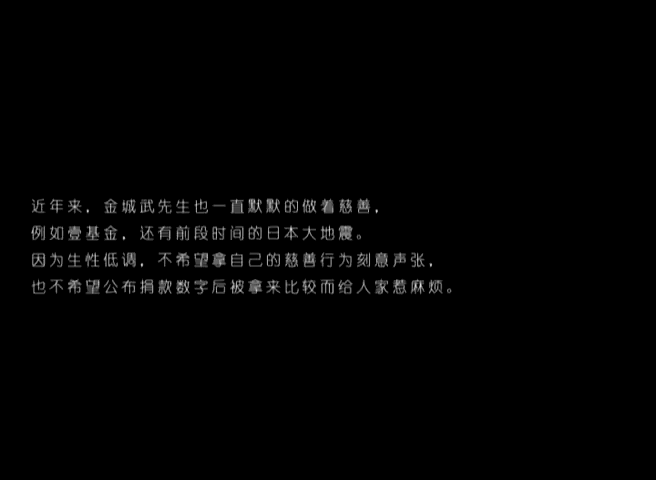 近年来，金城武先生也一直默默的做着慈善，
例如壹基金，还有前段时间的日本大地震。
因为生性低调，不希望拿自己的慈善行为刻意声张，
也不希望公布捐款数字后被拿来比较而给人家惹麻烦。